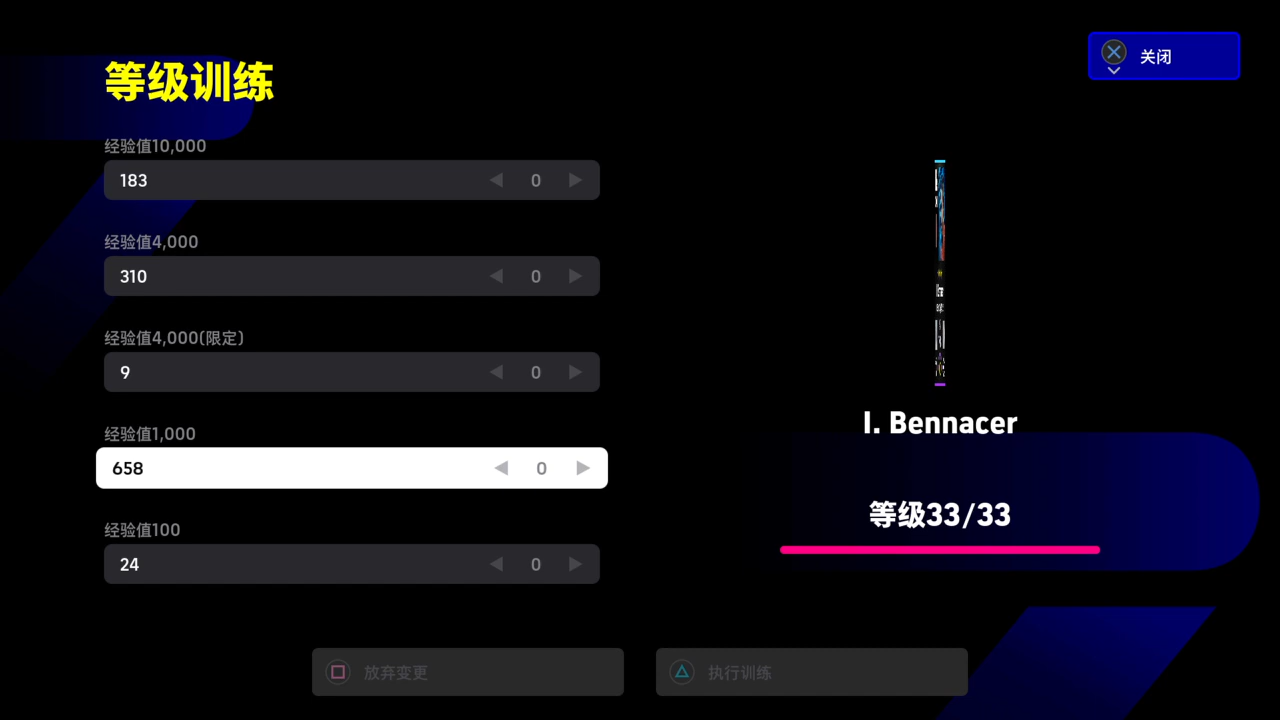 等级训练
关闭
经验值10,000
183
0
经验值4,000
310
0
经验值4,000(限定)
9
0
经验值1,000
658
0
经验值100
24
0
I. Bennacer
等级33/33
放弃变更
执行训练